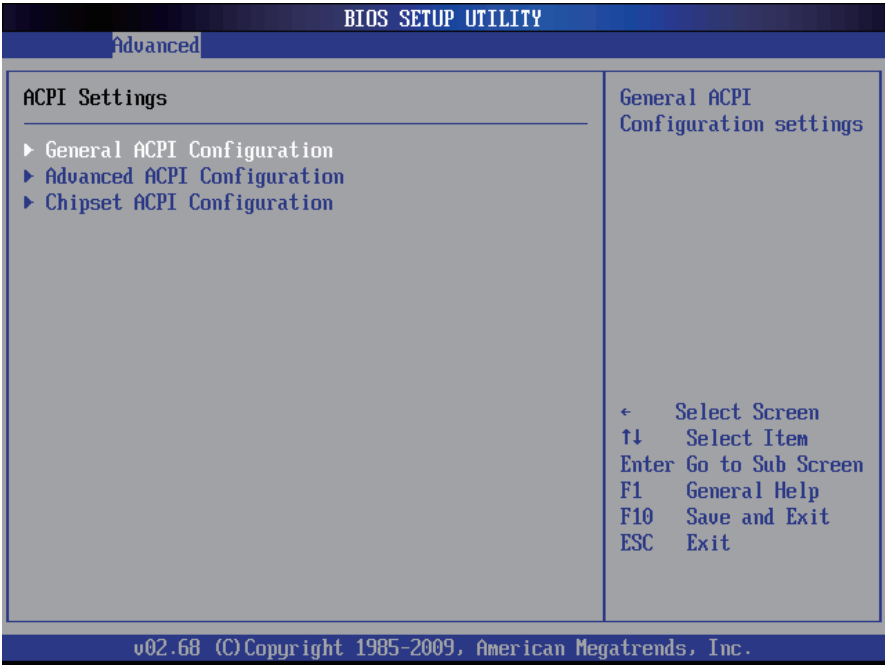 BIOS SETUP UTILITY
Advanced
ACPI Settings
▶ General ACPI Configuration
▶ Advanced ACPI Configuration
▶ Chipset ACPI Configuration
General ACPI
Configuration settings
← Select Screen
↑↓ Select Item
Enter Go to Sub Screen
F1 General Help
F10 Save and Exit
ESC Exit
v02.68 (C)Copyright 1985-2009, American Megatrends, Inc.